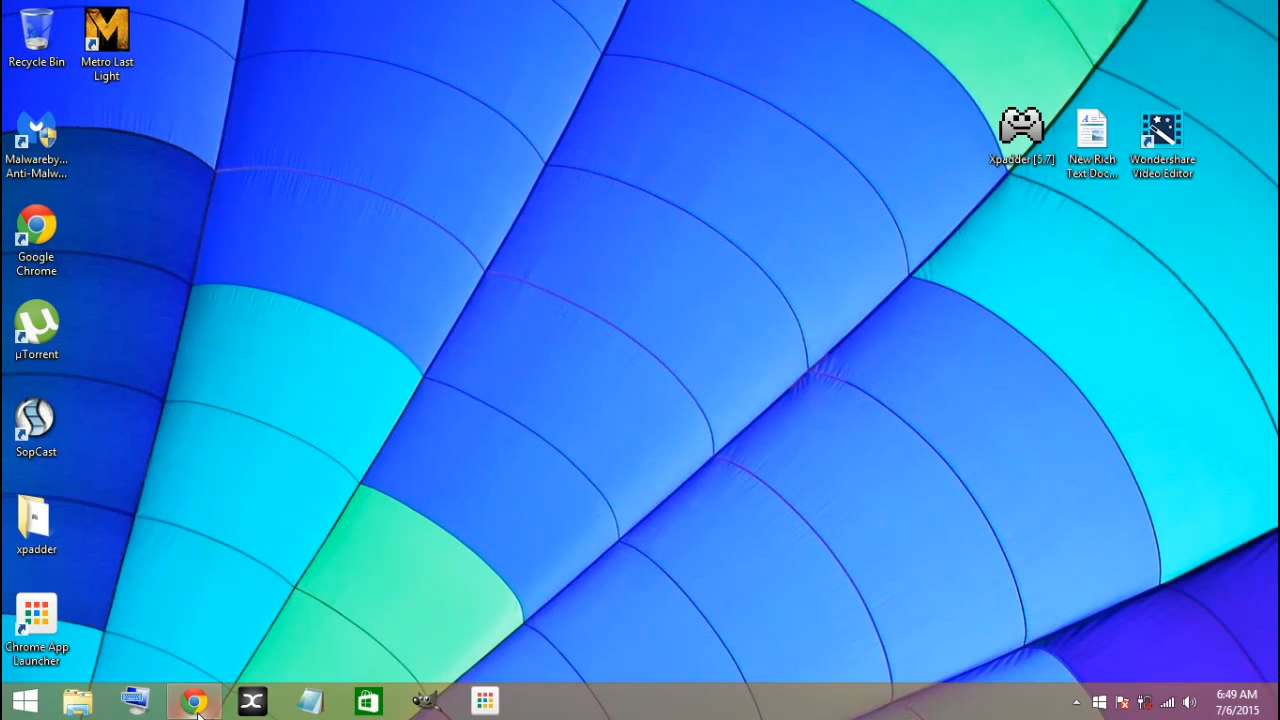 Recycle Bin
Metro Last
Light
Malwareby...
Anti-Malw...
Google
Chrome
µTorrent
SopCast
xpadder
Chrome App
Launcher
Xpadder [5.7]
New Rich
Text Doc...
Wondershare
Video Editor
6:49 AM
7/6/2015